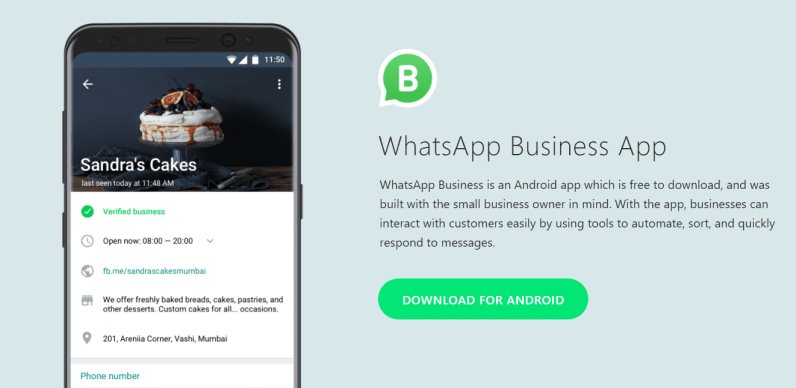 11:50
Sandra's Cakes
last seen today at 11:48 AM
Verified business
Open now: 08:00 — 20:00
fb.me/sandrascakesmumbai
We offer freshly baked breads, cakes, pastries, and
other desserts. Custom cakes for all... occasions.
201, Areniia Corner, Vashi, Mumbai
Phone number
B
WhatsApp Business App
WhatsApp Business is an Android app which is free to download, and was
built with the small business owner in mind. With the app, businesses can
interact with customers easily by using tools to automate, sort, and quickly
respond to messages.
DOWNLOAD FOR ANDROID